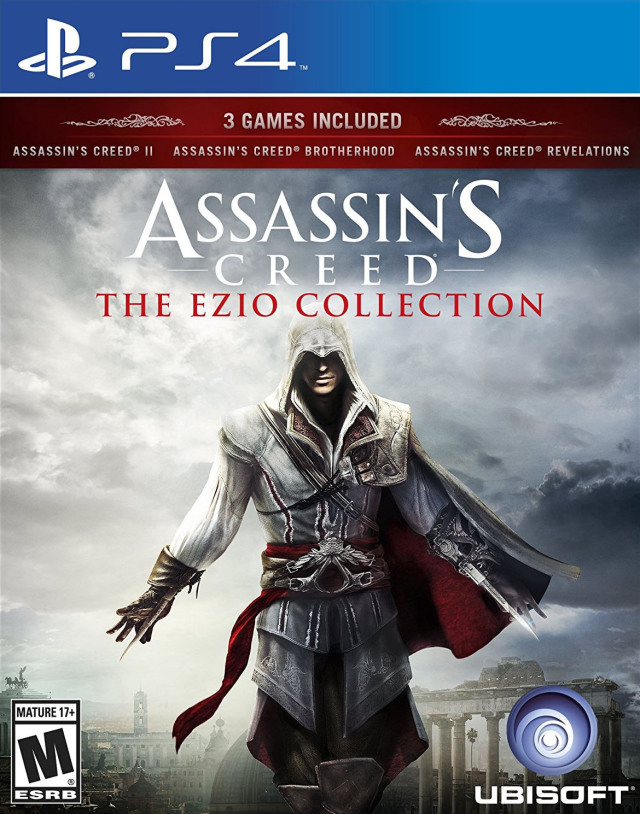 PS4™
3 GAMES INCLUDED
ASSASSIN'S CREED® II ASSASSIN'S CREED® BROTHERHOOD ASSASSIN'S CREED® REVELATIONS
ASSASSIN'S
CREED®
THE EZIO COLLECTION
MATURE 17+
M®
ESRB
UBISOFT®